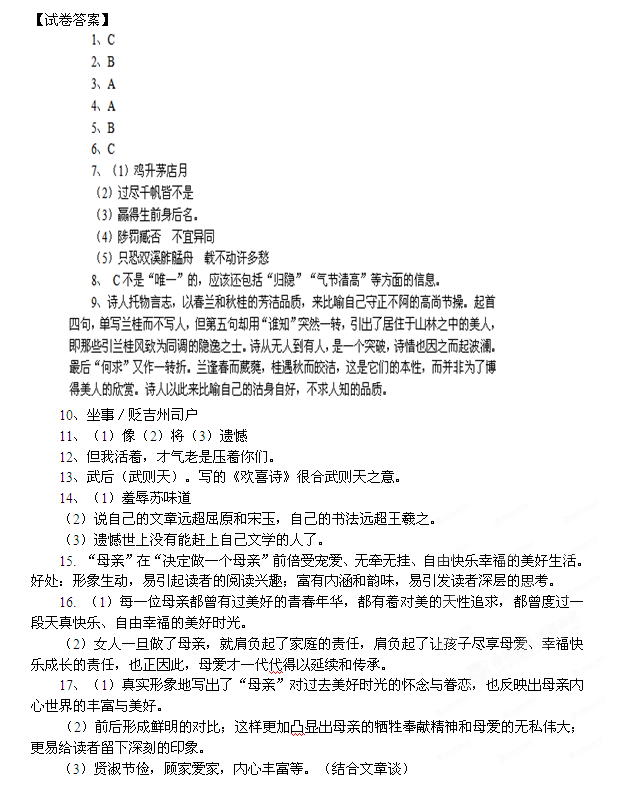 【试卷答案】
1、C
2、B
3、A
4、A
5、B
6、C
7、（1）鸡升茅店月
（2）过尽千帆皆不是
（3）赢得生前身后名。
（4）陟罚臧否　不宜异同
（5）只恐双溪舴艋舟　载不动许多愁
8、 C不是“唯一”的，应该还包括“归隐”“气节清高”等方面的信息。
9、诗人托物言志，以春兰和秋桂的芳洁品质，来比喻自己守正不阿的高尚节操。起首
四句，单写兰桂而不写人，但第五句却用“谁知”突然一转，引出了居住于山林之中的美人，
即那些引兰桂风致为同调的隐逸之士。诗从无人到有人，是一个突破，诗情也因之而起波澜。
最后“何求”又作一转折。兰逢春而葳蕤，桂遇秋而皎洁，这是它们的本性，而并非为了博
得美人的欣赏。诗人以此来比喻自己的洁身自好，不求人知的品质。
10、坐事／贬吉州司户
11、（1）像（2）将（3）遗憾
12、但我活着，才气老是压着你们。
13、武后（武则天）。写的《欢喜诗》很合武则天之意。
14、（1）羞辱苏味道
（2）说自己的文章远超屈原和宋玉，自己的书法远超王羲之。
（3）遗憾世上没有能赶上自己文学的人了。
15. “母亲”在“决定做一个母亲”前倍受宠爱、无牵无挂、自由快乐幸福的美好生活。
好处：形象生动，易引起读者的阅读兴趣；富有内涵和韵味，易引发读者深层的思考。
16. （1）每一位母亲都曾有过美好的青春年华，都有着对美的天性追求，都曾度过一
段天真快乐、自由幸福的美好时光。
（2）女人一旦做了母亲，就肩负起了家庭的责任，肩负起了让孩子尽享母爱、幸福快
乐成长的责任，也正因此，母爱才一代代得以延续和传承。
17、（1）真实形象地写出了“母亲”对过去美好时光的怀念与眷恋，也反映出母亲内
心世界的丰富与美好。
（2）前后形成鲜明的对比；这样更加凸显出母亲的牺牲奉献精神和母爱的无私伟大；
更易给读者留下深刻的印象。
（3）贤淑节俭，顾家爱家，内心丰富等。（结合文章谈）